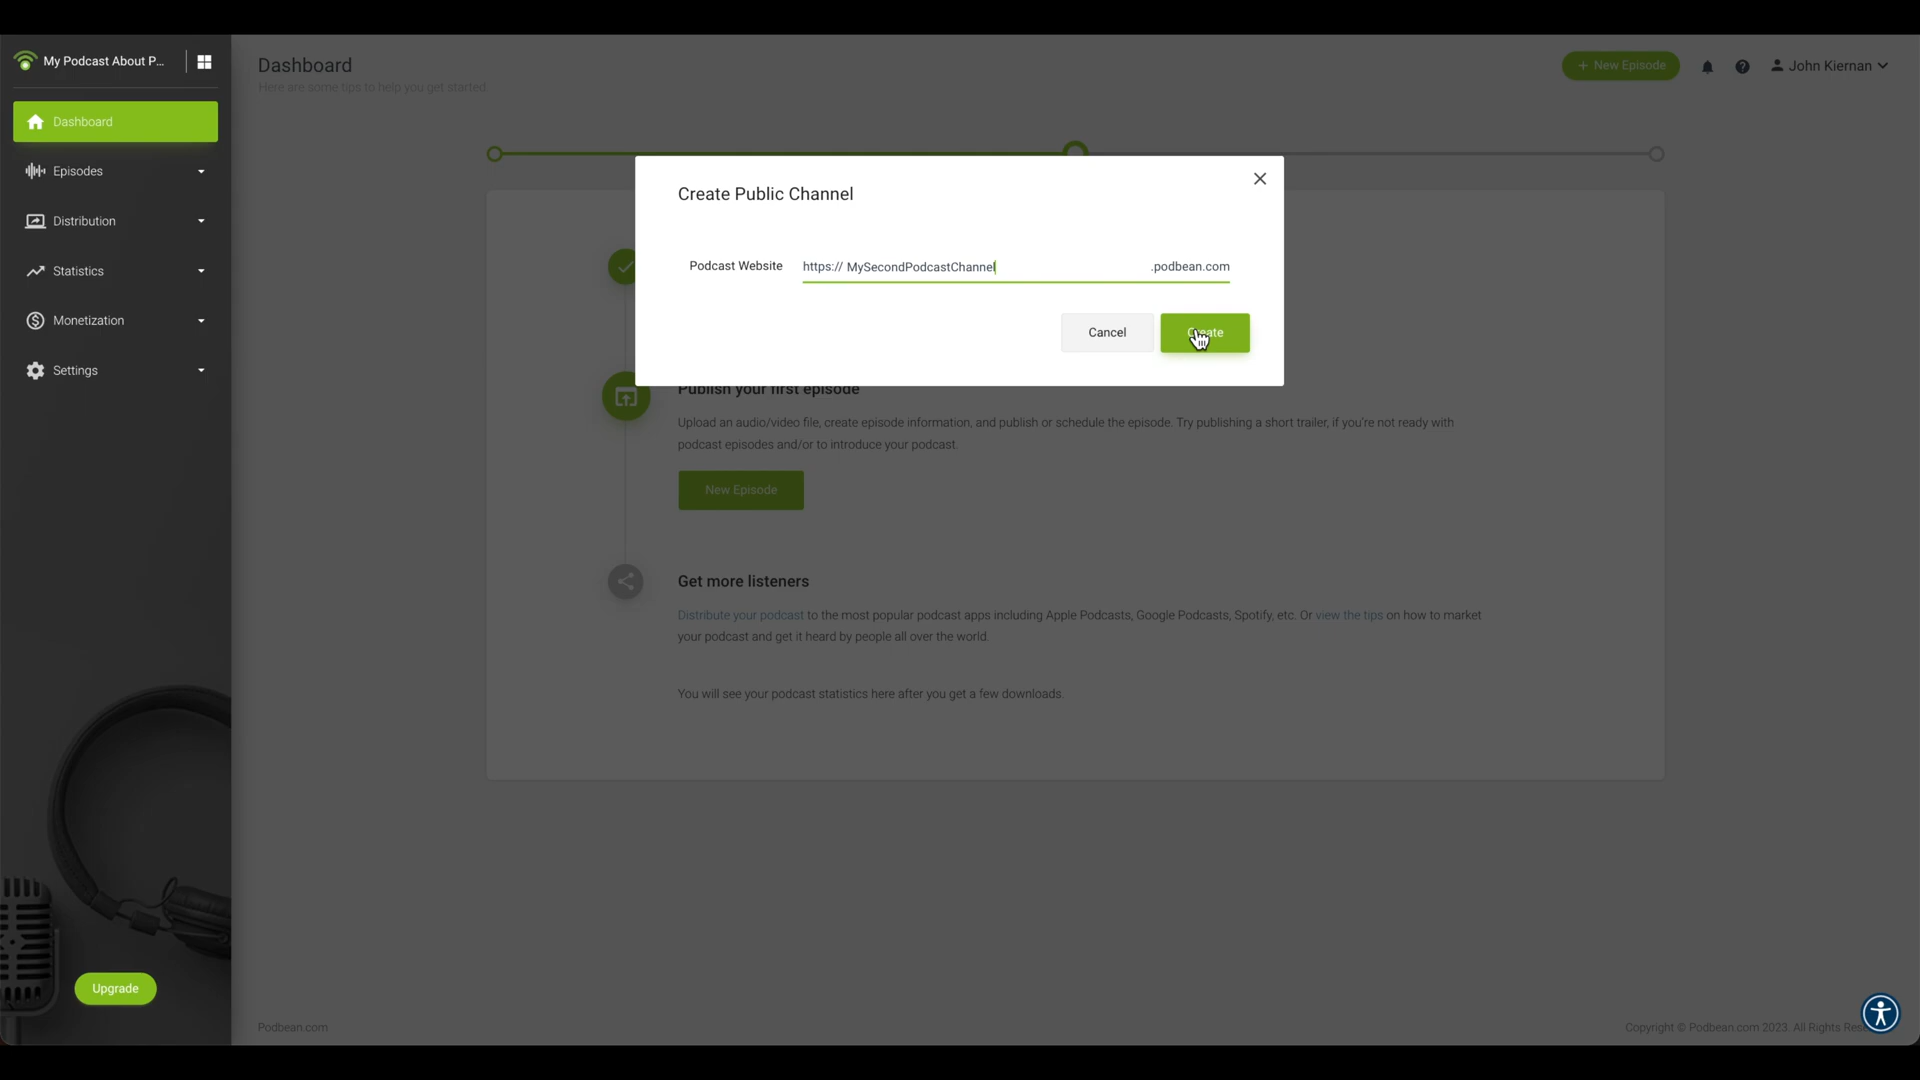 My Podcast About P...
Dashboard
Episodes
Distribution
Statistics
Monetization
Settings
Upgrade
Dashboard
Here are some tips to help you get started.
+ New Episode
John Kiernan
Create Public Channel
Podcast Website
https:// MySecondPodcastChannel
.podbean.com
Cancel
Create
Publish your first episode
Upload an audio/video file, create episode information, and publish or schedule the episode. Try publishing a short trailer, if you're not ready with
podcast episodes and/or to introduce your podcast.
New Episode
Get more listeners
Distribute your podcast to the most popular podcast apps including Apple Podcasts, Google Podcasts, Spotify, etc. Or view the tips on how to market
your podcast and get it heard by people all over the world.
You will see your podcast statistics here after you get a few downloads.
Podbean.com
Copyright © Podbean.com 2023. All Rights